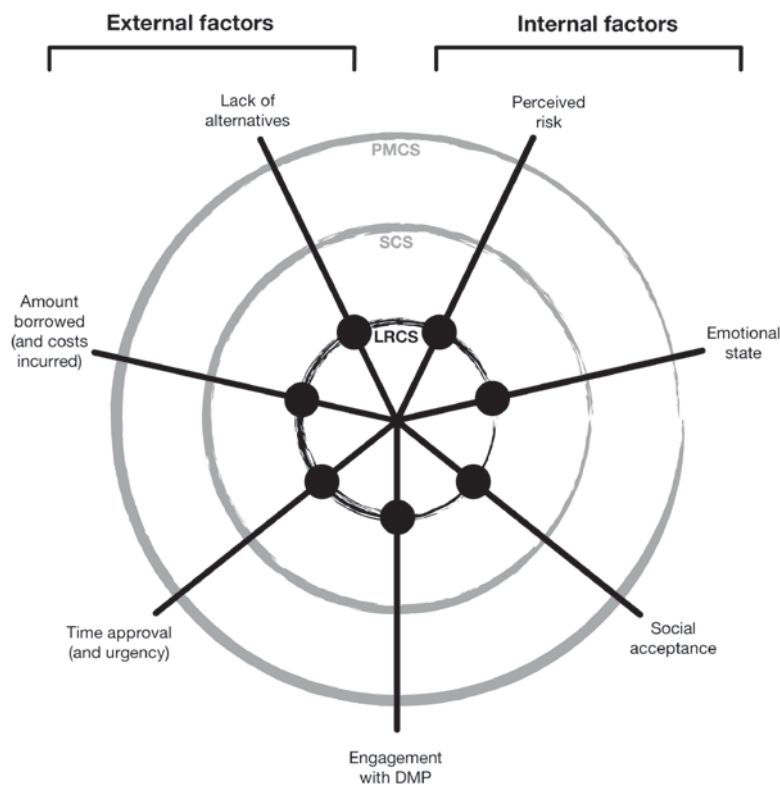 External factors
Internal factors
Lack of
alternatives
Perceived
risk
PMCS
SCS
LRCS
Amount
borrowed
(and costs
incurred)
Emotional
state
Time approval
(and urgency)
Social
acceptance
Engagement
with DMP